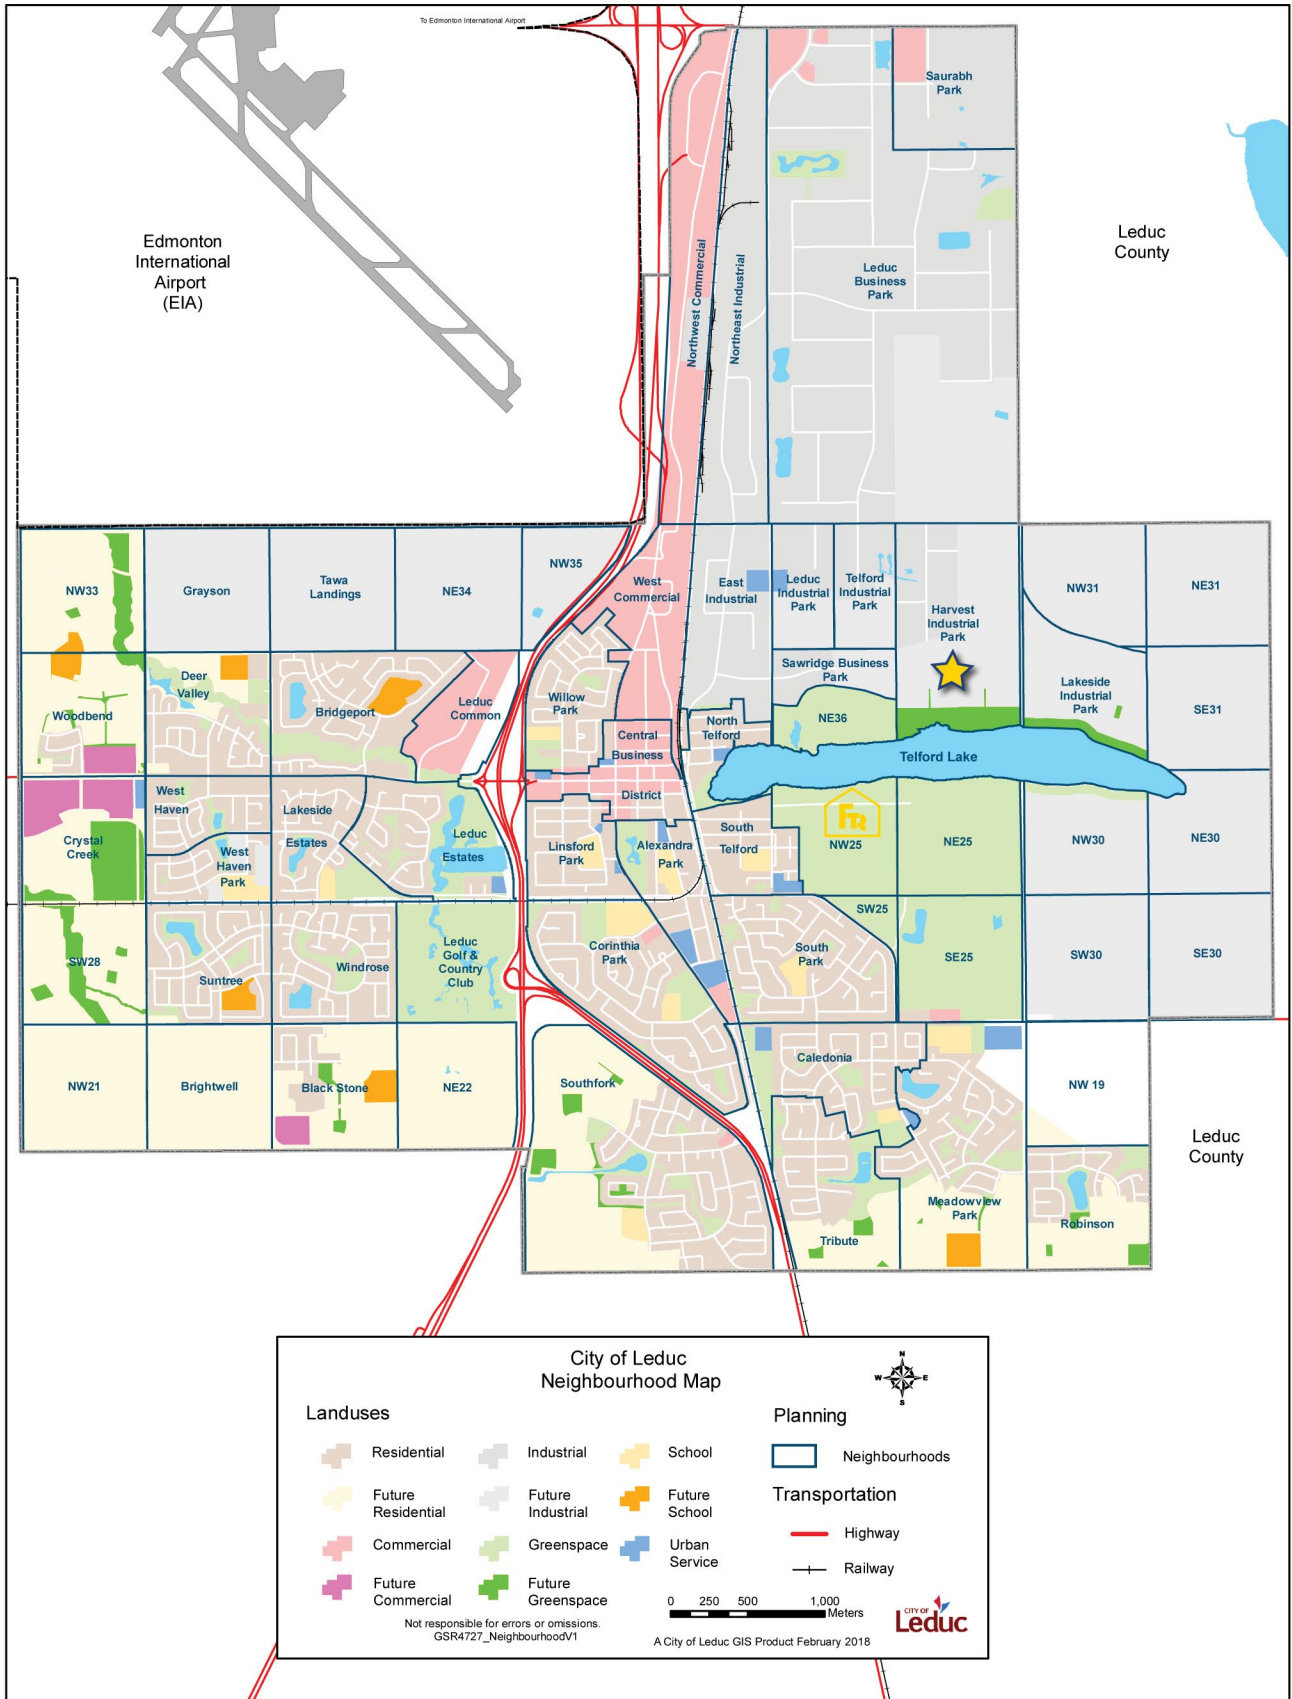 To Edmonton International Airport
Saurabh
Park
Edmonton
International
Airport
(EIA)
Leduc
County
Northwest Commercial
Northeast Industrial
Leduc
Business
Park
NW33
Grayson
Tawa
Landings
NE34
NW35
West
Commercial
East
Industrial
Leduc
Industrial
Park
Telford
Industrial
Park
Harvest
Industrial
Park
NW31
NE31
Woodbend
Deer
Valley
Bridgeport
Leduc
Common
Willow
Park
Central
Business
District
North
Telford
Sawridge Business
Park
NE36
Telford Lake
Lakeside
Industrial
Park
SE31
Crystal
Creek
West
Haven
West
Haven
Park
Lakeside
Estates
Leduc
Estates
Linsford
Park
Alexandra
Park
South
Telford
FTR
NW25
NE25
NW30
NE30
SW28
Suntree
Windrose
Leduc
Golf &
Country
Club
Corinthia
Park
South
Park
SW25
SE25
SW30
SE30
NW21
Brightwell
Black Stone
NE22
Southfork
Caledonia
NW 19
Leduc
County
Tribute
Meadowview
Park
Robinson
City of Leduc
Neighbourhood Map
N
W
E
S
Landuses
Residential
Future
Residential
Commercial
Future
Commercial
Industrial
Future
Industrial
Greenspace
Future
Greenspace
School
Future
School
Urban
Service
Planning
Neighbourhoods
Transportation
Highway
Railway
0 250 500 1,000
Meters
Not responsible for errors or omissions.
GSR4727_NeighbourhoodV1
A City of Leduc GIS Product February 2018
CITY OF
Leduc